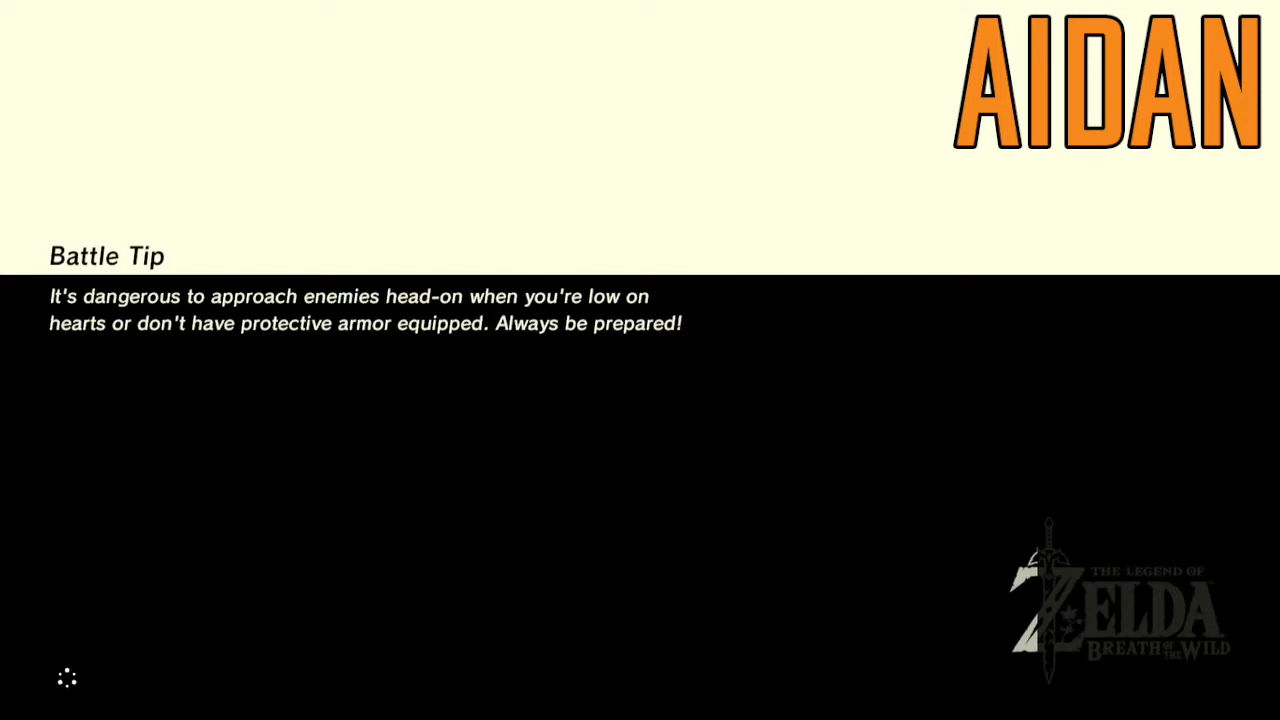 AIDAN
Battle Tip
It's dangerous to approach enemies head-on when you're low on
hearts or don't have protective armor equipped. Always be prepared!
THE LEGEND OF
ZELDA
BREATH OF THE WILD